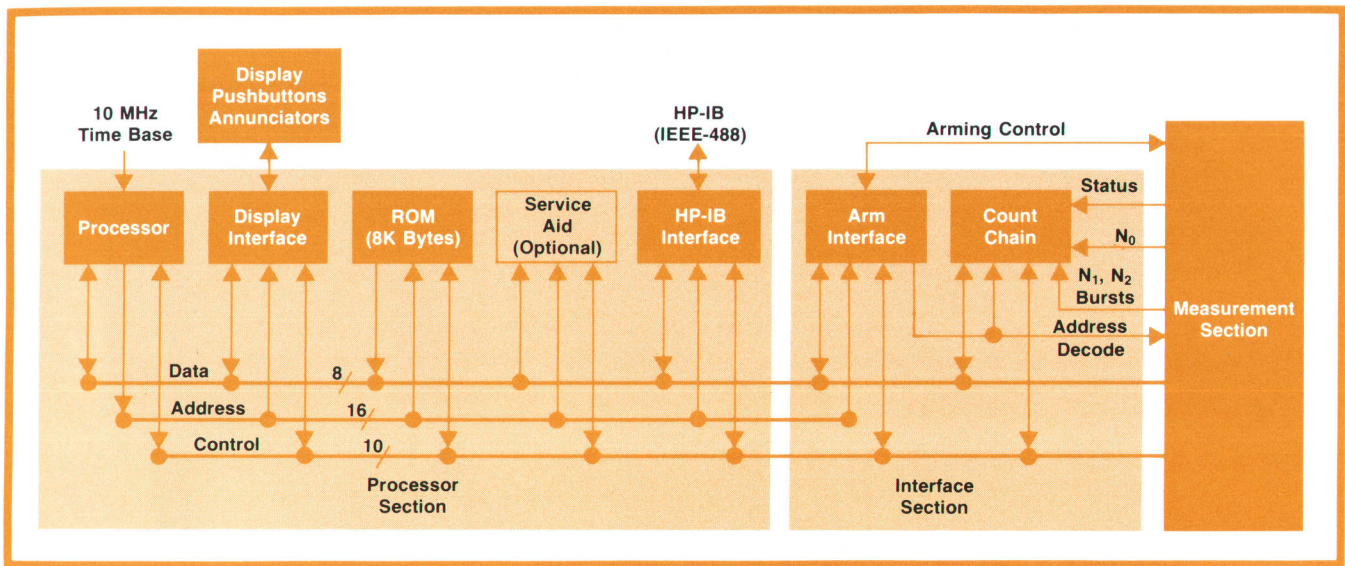 Display
Pushbuttons
Annunciators
10 MHz
Time Base
HP-IB
(IEEE-488)
Arming Control
Processor
Display
Interface
ROM
(8K Bytes)
Service
Aid
(Optional)
HP-IB
Interface
Arm
Interface
Count
Chain
Status
N₀
N₁, N₂
Bursts
Address
Decode
Measurement
Section
Data
8
Address
16
Control
10
Processor
Section
Interface
Section